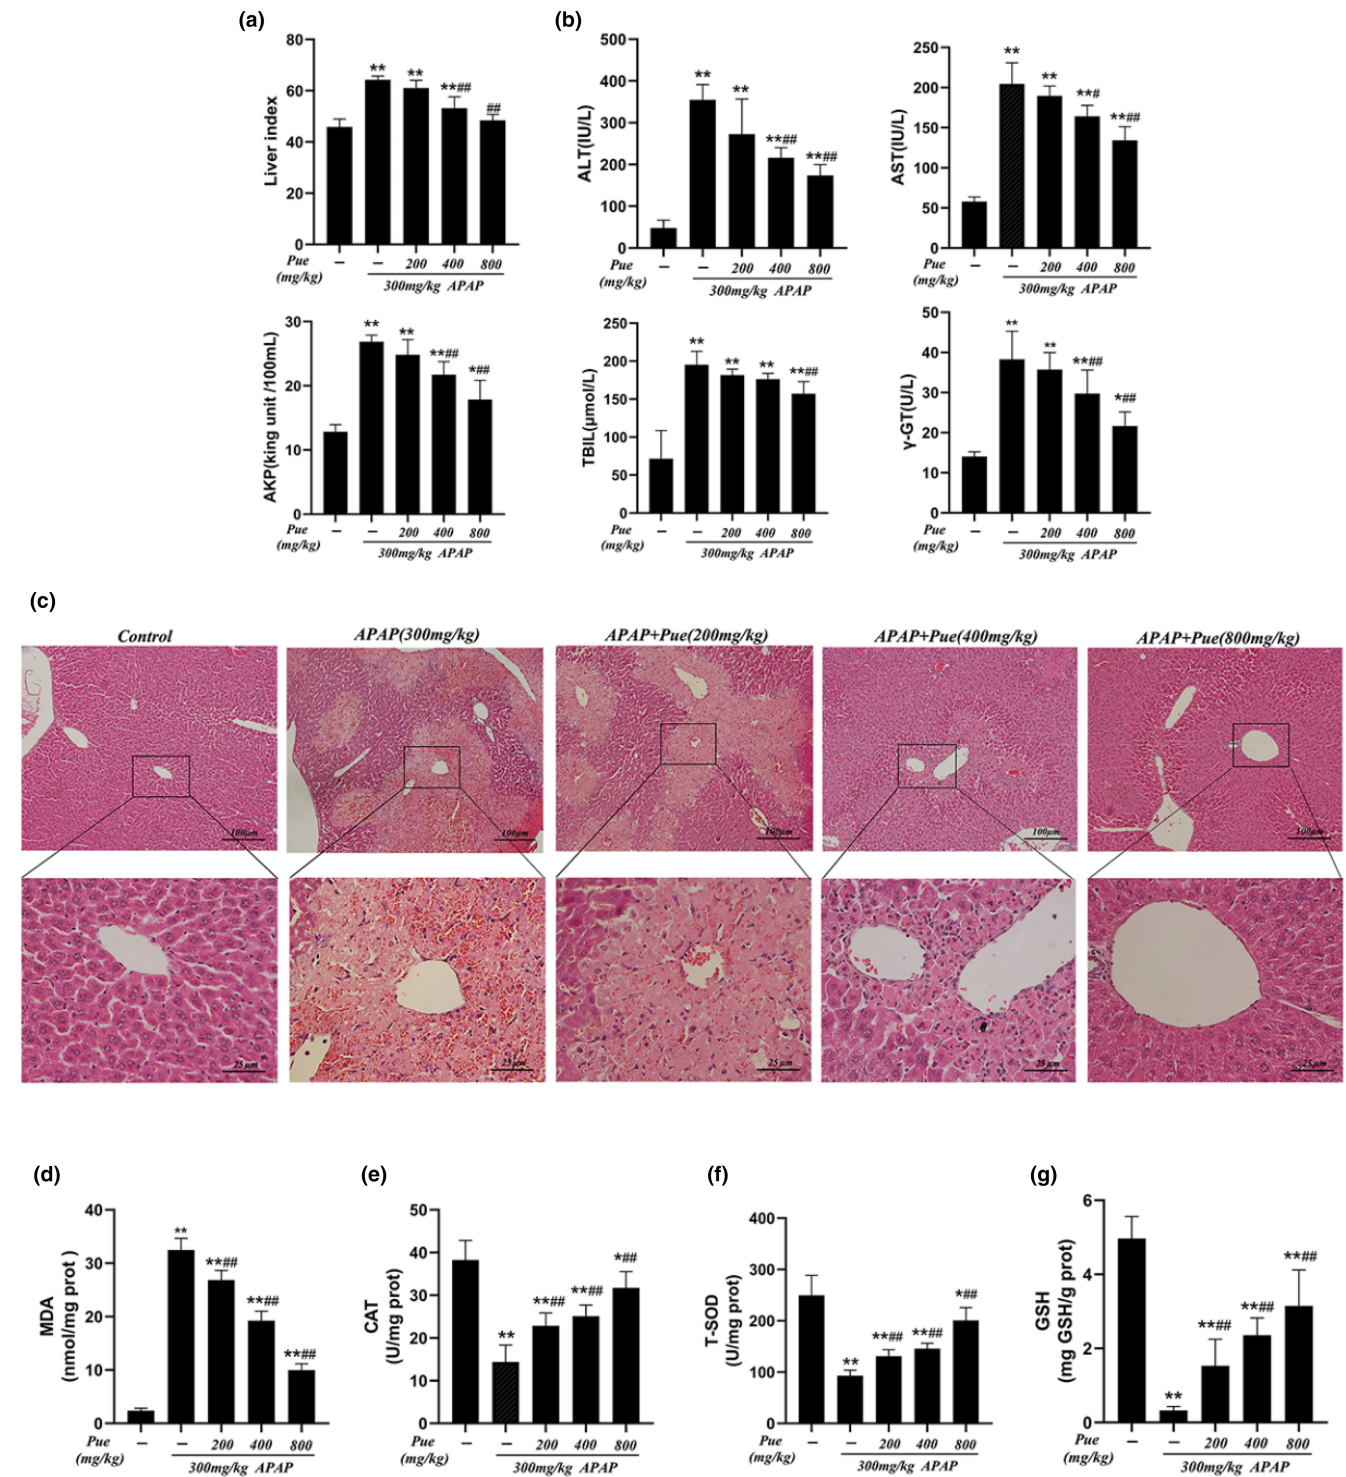 (a)
80
60
40
20
0
Liver index
** ** **## ##
Pue (mg/kg)
– – 200 400 800
300mg/kg APAP
(b)
500
400
300
200
100
0
ALT(IU/L)
** ** **## **##
Pue (mg/kg)
– – 200 400 800
300mg/kg APAP
250
200
150
100
50
0
AST(IU/L)
** ** **# **##
Pue (mg/kg)
– – 200 400 800
300mg/kg APAP
30
20
10
0
AKP(king unit /100mL)
** ** **## *##
Pue (mg/kg)
– – 200 400 800
300mg/kg APAP
250
200
150
100
50
0
TBIL(μmol/L)
** ** ** **##
Pue (mg/kg)
– – 200 400 800
300mg/kg APAP
50
40
30
20
10
0
γ-GT(U/L)
** ** **## *##
Pue (mg/kg)
– – 200 400 800
300mg/kg APAP
(c)
Control
APAP(300mg/kg)
APAP+Pue(200mg/kg)
APAP+Pue(400mg/kg)
APAP+Pue(800mg/kg)
100μm
100μm
100μm
100μm
100μm
25 μm
25 μm
25 μm
25 μm
25 μm
(d)
40
30
20
10
0
MDA
(nmol/mg prot )
** **## **## **##
Pue (mg/kg)
– – 200 400 800
300mg/kg APAP
(e)
50
40
30
20
10
0
CAT
(U/mg prot)
** **## **## *##
Pue (mg/kg)
– – 200 400 800
300mg/kg APAP
(f)
400
300
200
100
0
T-SOD
(U/mg prot)
** **## **## *##
Pue (mg/kg)
– – 200 400 800
300mg/kg APAP
(g)
6
4
2
0
GSH
(mg GSH/g prot)
** **## **## **##
Pue (mg/kg)
– – 200 400 800
300mg/kg APAP